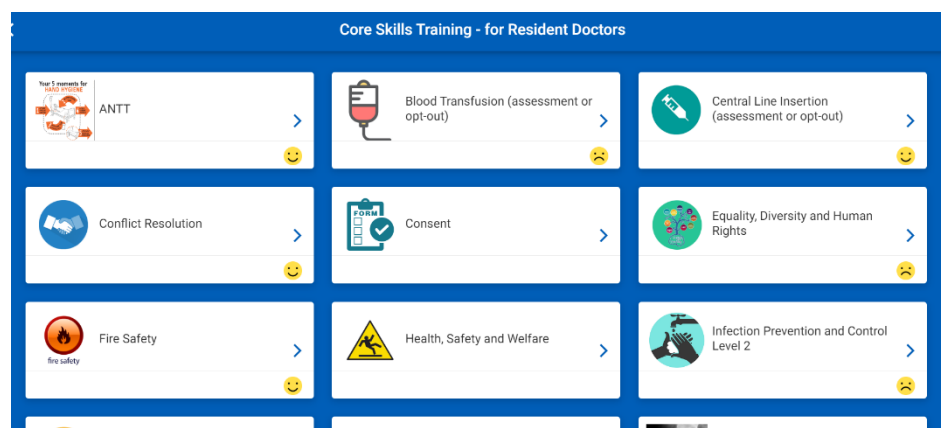 Core Skills Training - for Resident Doctors
Your 5 moments for
HAND HYGIENE
ANTT
Blood Transfusion (assessment or
opt-out)
Central Line Insertion
(assessment or opt-out)
Conflict Resolution
FORM
Consent
Equality, Diversity and Human
Rights
fire safety
Fire Safety
Health, Safety and Welfare
Infection Prevention and Control
Level 2